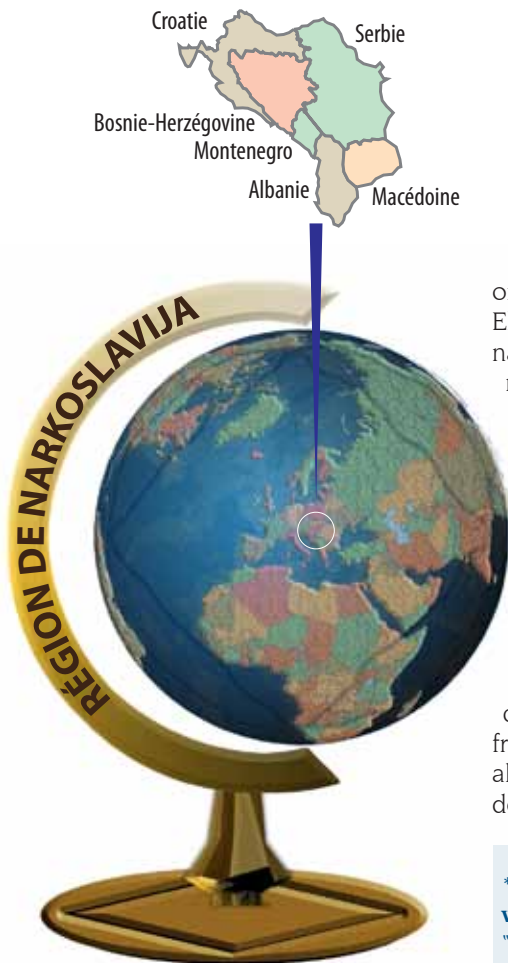 Croatie
Serbie
Bosnie-Herzégovine
Montenegro
Albanie
Macédoine
RÉGION DE NARKOSLAVIJA